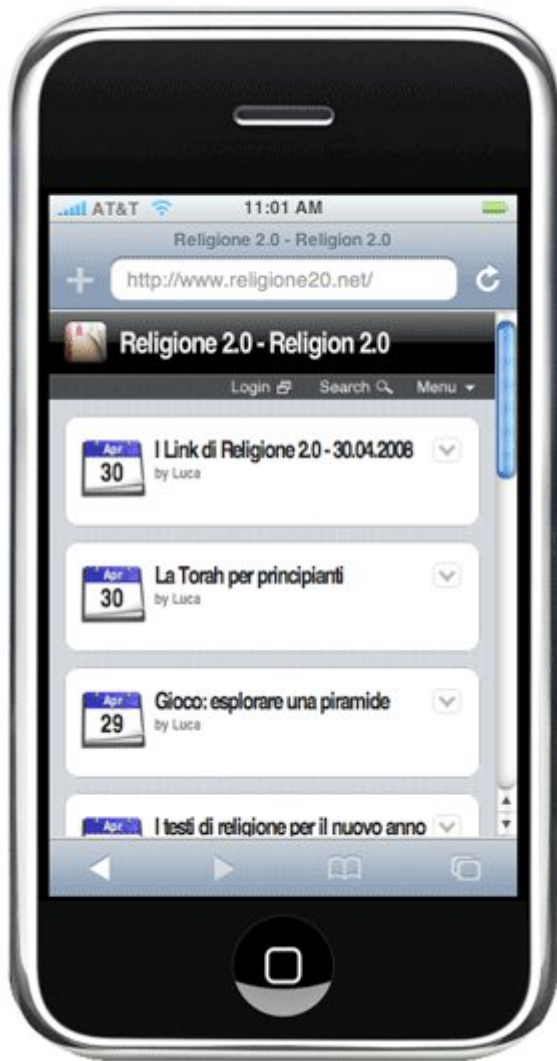 AT&T 11:01 AM
Religione 2.0 - Religion 2.0
http://www.religione20.net/
Religione 2.0 - Religion 2.0
Login Search Menu
Apr
30
I Link di Religione 2.0 - 30.04.2008
by Luca
Apr
30
La Torah per principianti
by Luca
Apr
29
Gioco: esplorare una piramide
by Luca
Apr
I testi di religione per il nuovo anno